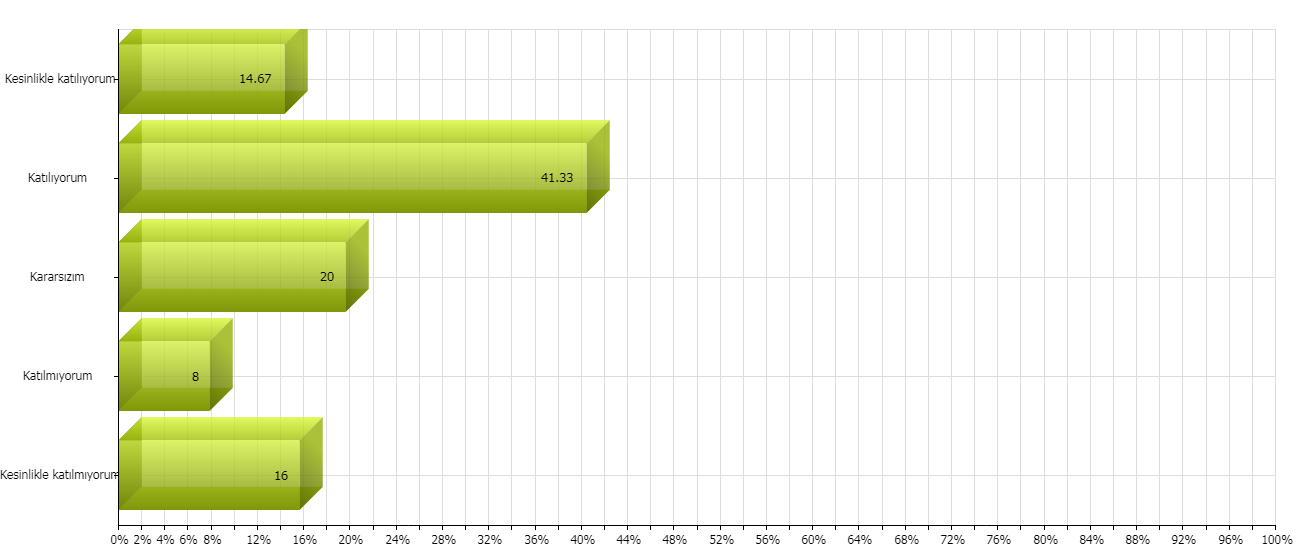 Kesinlikle katılıyorum
14.67
Katılıyorum
41.33
Kararsızım
20
Katılmıyorum
8
Kesinlikle katılmıyorum
16
0% 2% 4% 6% 8% 12% 16% 20% 24% 28% 32% 36% 40% 44% 48% 52% 56% 60% 64% 68% 72% 76% 80% 84% 88% 92% 96% 100%